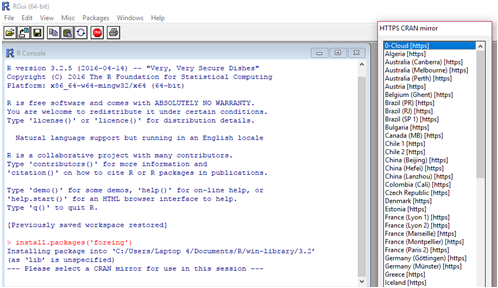 RGui (64-bit)
File Edit View Misc Packages Windows Help
R Console
R version 3.2.5 (2016-04-14) -- "Very, Very Secure Dishes"
Copyright (C) 2016 The R Foundation for Statistical Computing
Platform: x86_64-w64-mingw32/x64 (64-bit)
R is free software and comes with ABSOLUTELY NO WARRANTY.
You are welcome to redistribute it under certain conditions.
Type 'license()' or 'licence()' for distribution details.
Natural language support but running in an English locale
R is a collaborative project with many contributors.
Type 'contributors()' for more information and
'citation()' on how to cite R or R packages in publications.
Type 'demo()' for some demos, 'help()' for on-line help, or
'help.start()' for an HTML browser interface to help.
Type 'q()' to quit R.
[Previously saved workspace restored]
> install.packages('foreing')
Installing package into ‘C:/Users/Laptop 4/Documents/R/win-library/3.2’
(as ‘lib’ is unspecified)
--- Please select a CRAN mirror for use in this session ---
HTTPS CRAN mirror
0-Cloud [https]
Algeria [https]
Australia (Canberra) [https]
Australia (Melbourne) [https]
Australia (Perth) [https]
Austria [https]
Belgium (Ghent) [https]
Brazil (PR) [https]
Brazil (RJ) [https]
Brazil (SP 1) [https]
Bulgaria [https]
Canada (MB) [https]
Chile 1 [https]
Chile 2 [https]
China (Beijing) [https]
China (Hefei) [https]
China (Lanzhou) [https]
Colombia (Cali) [https]
Czech Republic [https]
Denmark [https]
Estonia [https]
France (Lyon 1) [https]
France (Lyon 2) [https]
France (Marseille) [https]
France (Montpellier) [https]
France (Paris 2) [https]
Germany (Göttingen) [https]
Germany (Münster) [https]
Greece [https]
Iceland [https]